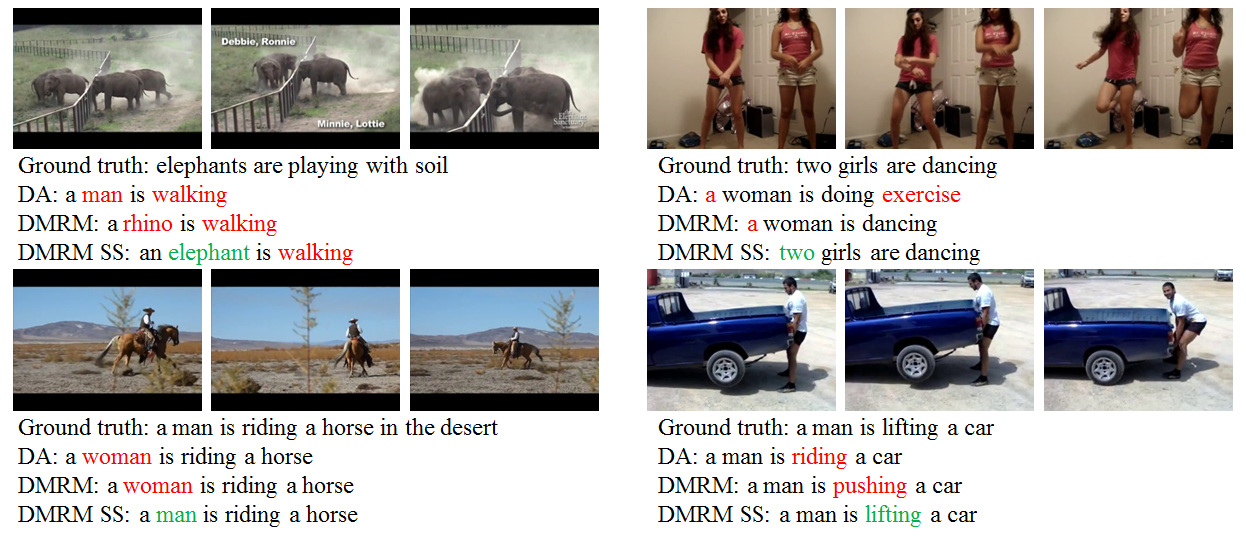 Debbie, Ronnie
Minnie, Lottie
The Elephant
Sanctuary
Ground truth: elephants are playing with soil
DA: a man is walking
DMRM: a rhino is walking
DMRM SS: an elephant is walking
Ground truth: two girls are dancing
DA: a woman is doing exercise
DMRM: a woman is dancing
DMRM SS: two girls are dancing
Ground truth: a man is riding a horse in the desert
DA: a woman is riding a horse
DMRM: a woman is riding a horse
DMRM SS: a man is riding a horse
Ground truth: a man is lifting a car
DA: a man is riding a car
DMRM: a man is pushing a car
DMRM SS: a man is lifting a car